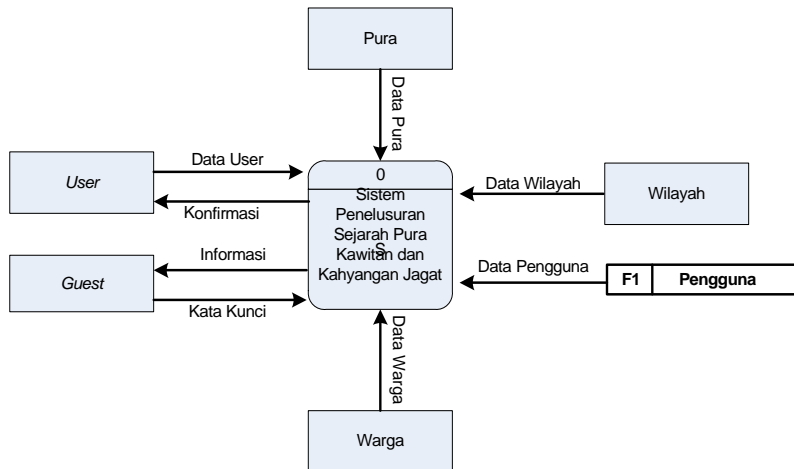 Pura
Data Pura
User
Data User
Konfirmasi
0
Sistem
Penelusuran
Sejarah Pura
S
Kawitan dan
Kahyangan Jagat
Data Wilayah
Wilayah
Guest
Informasi
Kata Kunci
Data Pengguna
F1 Pengguna
Data Warga
Warga